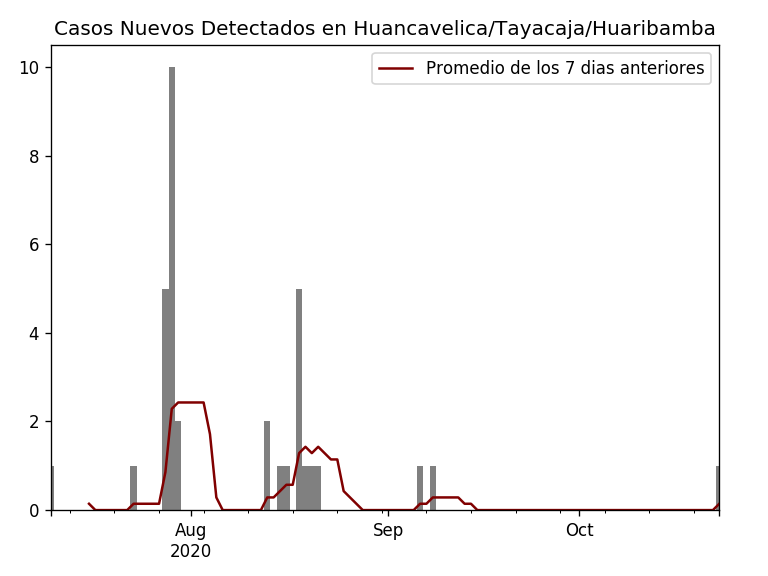 Casos Nuevos Detectados en Huancavelica/Tayacaja/Huaribamba
Promedio de los 7 dias anteriores
10
8
6
4
2
0
Aug
2020
Sep
Oct